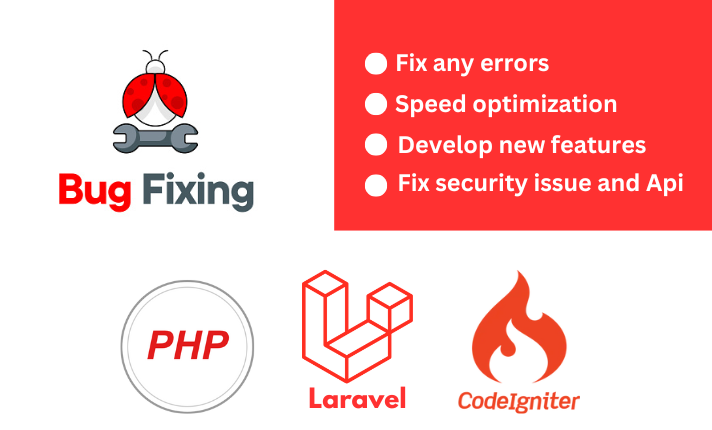 Fix any errors
Speed optimization
Develop new features
Fix security issue and Api
Bug Fixing
PHP
Laravel
CodeIgniter